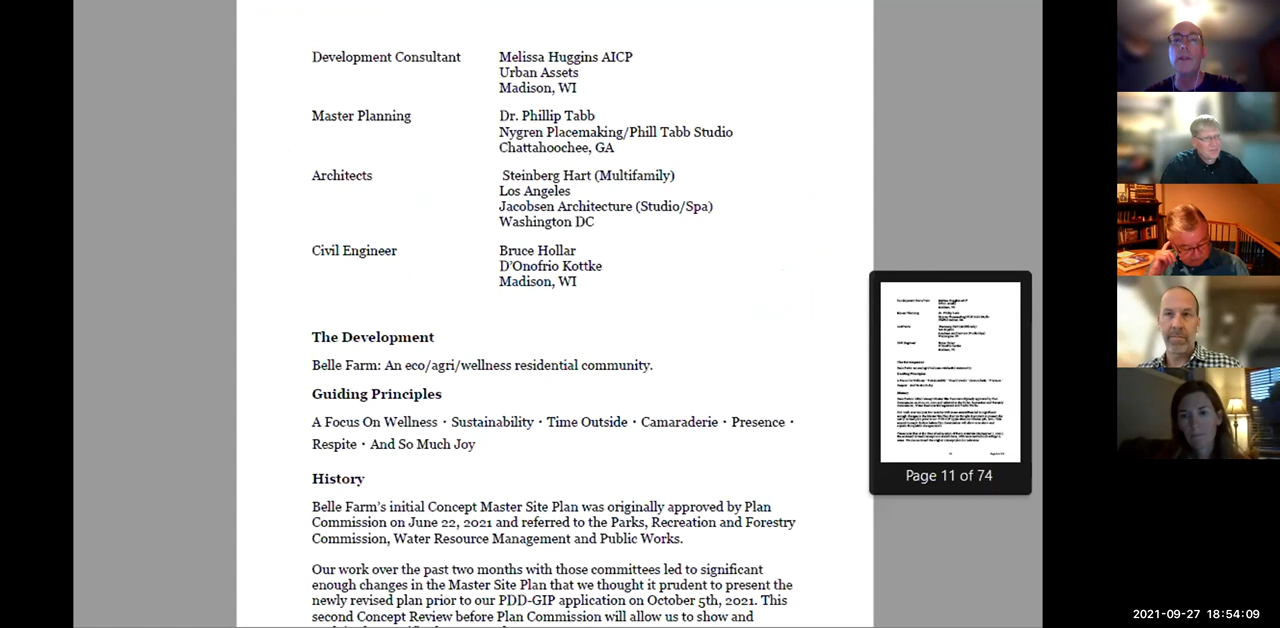 Development Consultant Melissa Huggins AICP
Urban Assets
Madison, WI
Master Planning Dr. Phillip Tabb
Nygren Placemaking/Phill Tabb Studio
Chattahoochee, GA
Architects Steinberg Hart (Multifamily)
Los Angeles
Jacobsen Architecture (Studio/Spa)
Washington DC
Civil Engineer Bruce Hollar
D'Onofrio Kottke
Madison, WI
The Development
Belle Farm: An eco/agri/wellness residential community.
Guiding Principles
A Focus On Wellness · Sustainability · Time Outside · Camaraderie · Presence ·
Respite · And So Much Joy
History
Belle Farm's initial Concept Master Site Plan was originally approved by Plan
Commission on June 22, 2021 and referred to the Parks, Recreation and Forestry
Commission, Water Resource Management and Public Works.
Our work over the past two months with those committees led to significant
enough changes in the Master Site Plan that we thought it prudent to present the
newly revised plan prior to our PDD-GIP application on October 5th, 2021. This
second Concept Review before Plan Commission will allow us to show and
Page 11 of 74
2021-09-27 18:54:09